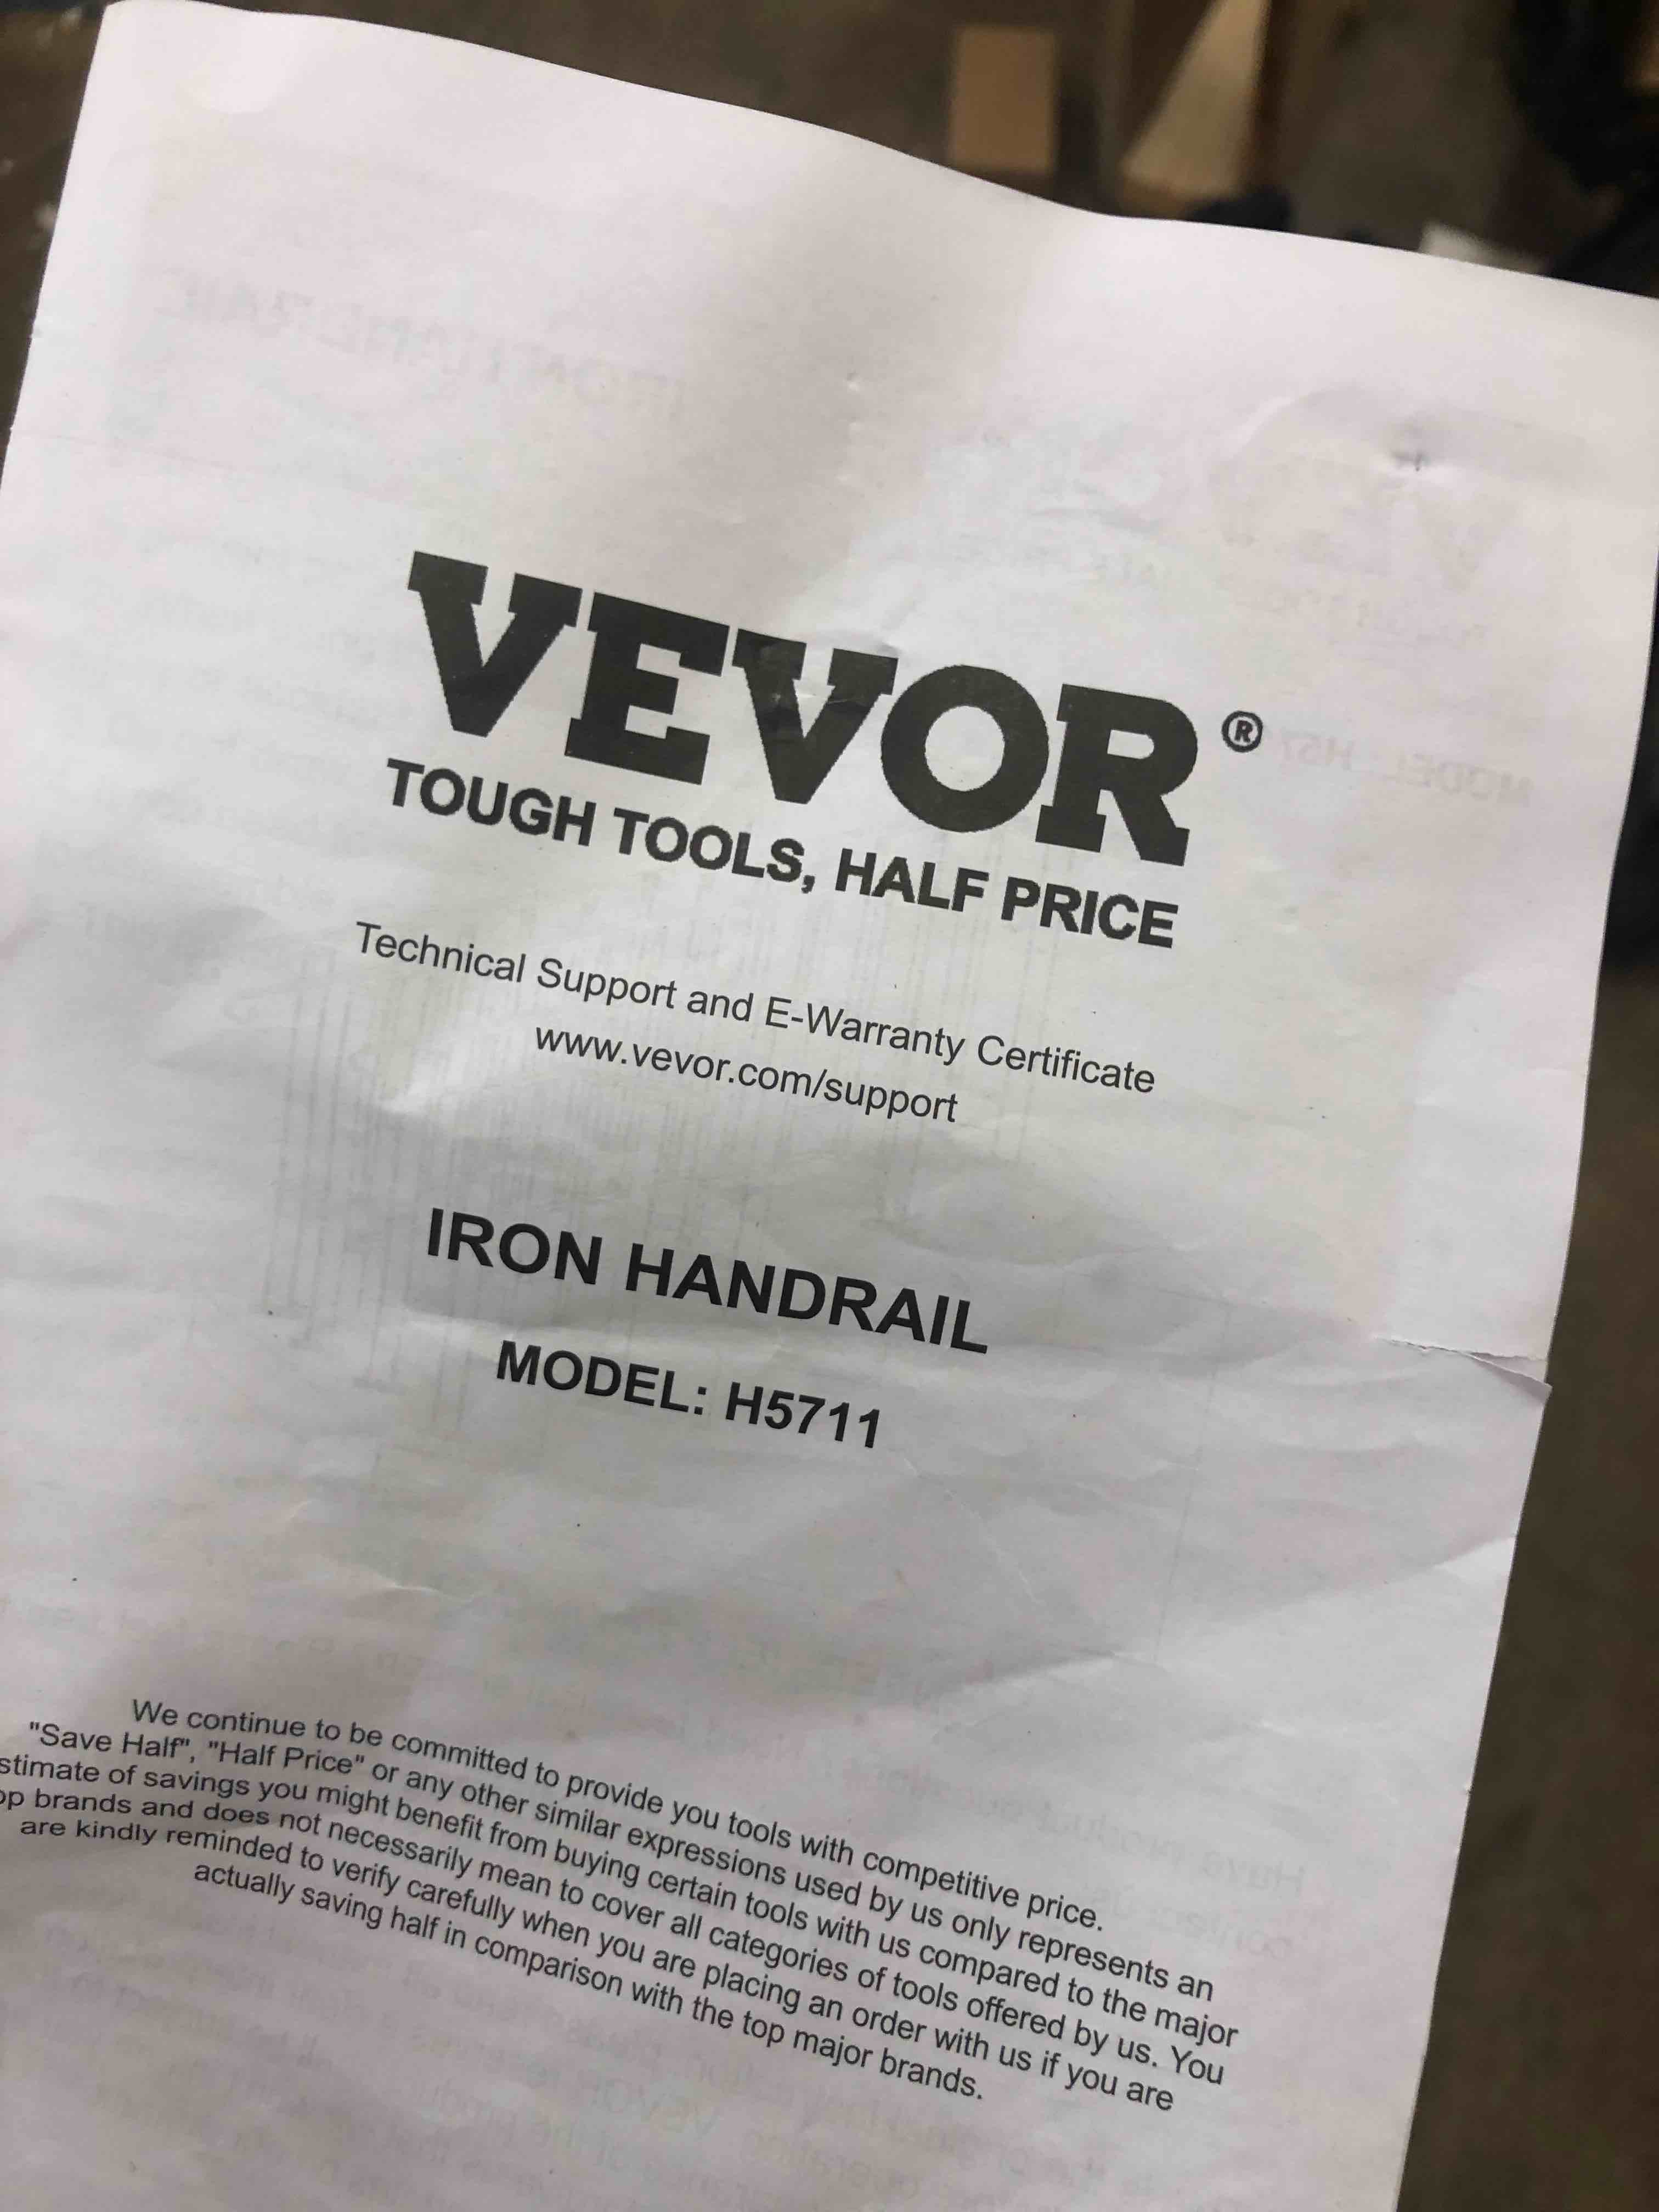 VEVOR®
TOUGH TOOLS, HALF PRICE
Technical Support and E-Warranty Certificate
www.vevor.com/support
IRON HANDRAIL
MODEL: H5711
We continue to be committed to provide you tools with competitive price.
"Save Half", "Half Price" or any other similar expressions used by us only represents an
stimate of savings you might benefit from buying certain tools with us compared to the major
op brands and does not necessarily mean to cover all categories of tools offered by us. You
are kindly reminded to verify carefully when you are placing an order with us if you are
actually saving half in comparison with the top major brands.